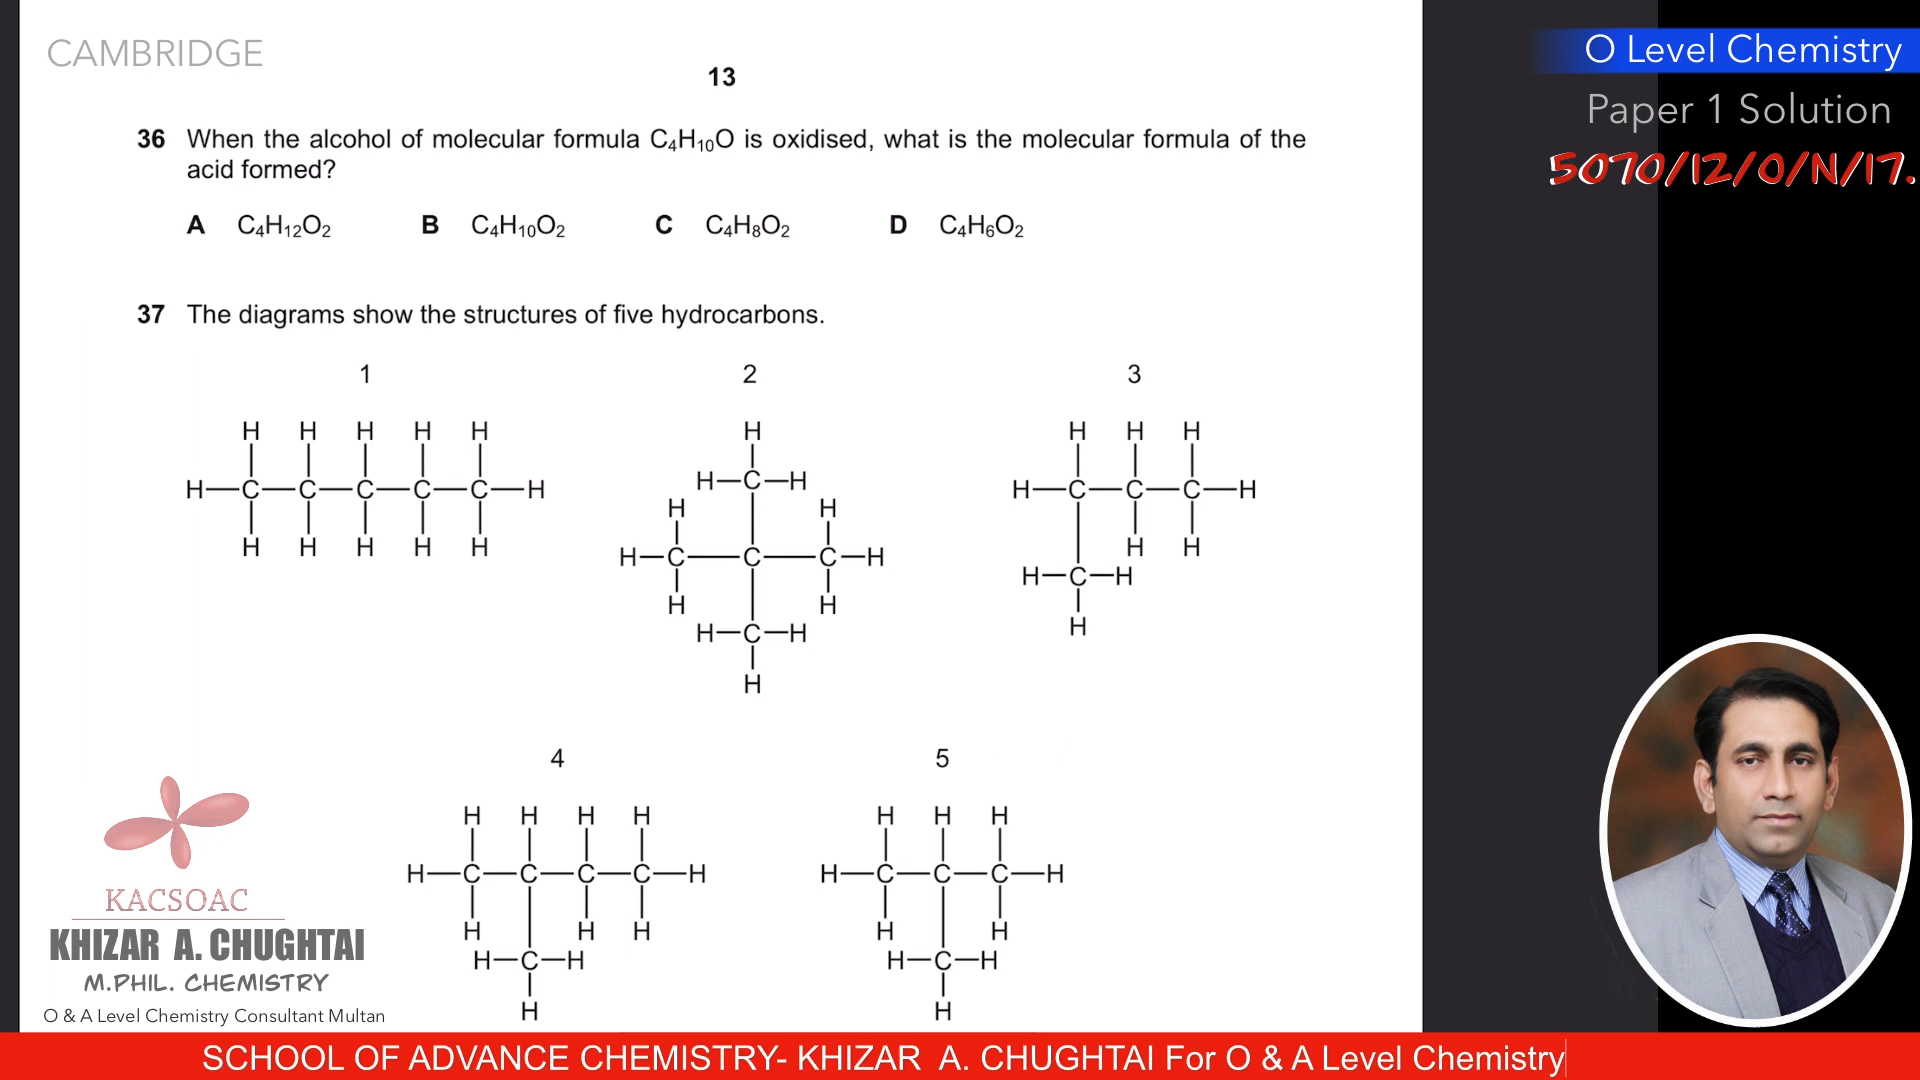 CAMBRIDGE
O Level Chemistry
Paper 1 Solution
5070/12/O/N/17.
13
36 When the alcohol of molecular formula C₄H₁₀O is oxidised, what is the molecular formula of the
acid formed?
A C₄H₁₂O₂ B C₄H₁₀O₂ C C₄H₈O₂ D C₄H₆O₂
37 The diagrams show the structures of five hydrocarbons.
1 2 3
H H H H H
H—C—C—C—C—C—H
H H H H H
H
H—C—H
H H
H—C—C—C—H
H H
H—C—H
H
H H H
H—C—C—C—H
H H
H—C—H
H
4 5
H H H H
H—C—C—C—C—H
H H H
H—C—H
H
H H H
H—C—C—C—H
H H
H—C—H
H
KACSOAC
KHIZAR A. CHUGHTAI
M.PHIL. CHEMISTRY
O & A Level Chemistry Consultant Multan
SCHOOL OF ADVANCE CHEMISTRY- KHIZAR A. CHUGHTAI For O & A Level Chemistry